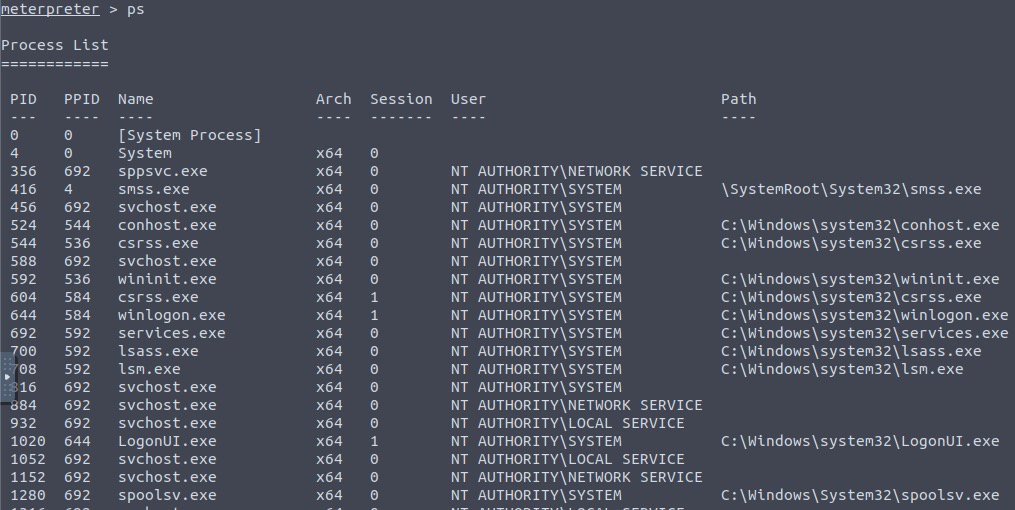 meterpreter > ps
Process List
============
PID PPID Name Arch Session User Path
--- ---- ---- ---- ------- ---- ----
0 0 [System Process]
4 0 System x64 0
356 692 sppsvc.exe x64 0 NT AUTHORITY\NETWORK SERVICE
416 4 smss.exe x64 0 NT AUTHORITY\SYSTEM \SystemRoot\System32\smss.exe
456 692 svchost.exe x64 0 NT AUTHORITY\SYSTEM
524 544 conhost.exe x64 0 NT AUTHORITY\SYSTEM C:\Windows\system32\conhost.exe
544 536 csrss.exe x64 0 NT AUTHORITY\SYSTEM C:\Windows\system32\csrss.exe
588 692 svchost.exe x64 0 NT AUTHORITY\SYSTEM
592 536 wininit.exe x64 0 NT AUTHORITY\SYSTEM C:\Windows\system32\wininit.exe
604 584 csrss.exe x64 1 NT AUTHORITY\SYSTEM C:\Windows\system32\csrss.exe
644 584 winlogon.exe x64 1 NT AUTHORITY\SYSTEM C:\Windows\system32\winlogon.exe
692 592 services.exe x64 0 NT AUTHORITY\SYSTEM C:\Windows\system32\services.exe
700 592 lsass.exe x64 0 NT AUTHORITY\SYSTEM C:\Windows\system32\lsass.exe
708 592 lsm.exe x64 0 NT AUTHORITY\SYSTEM C:\Windows\system32\lsm.exe
816 692 svchost.exe x64 0 NT AUTHORITY\SYSTEM
884 692 svchost.exe x64 0 NT AUTHORITY\NETWORK SERVICE
932 692 svchost.exe x64 0 NT AUTHORITY\LOCAL SERVICE
1020 644 LogonUI.exe x64 1 NT AUTHORITY\SYSTEM C:\Windows\system32\LogonUI.exe
1052 692 svchost.exe x64 0 NT AUTHORITY\LOCAL SERVICE
1152 692 svchost.exe x64 0 NT AUTHORITY\NETWORK SERVICE
1280 692 spoolsv.exe x64 0 NT AUTHORITY\SYSTEM C:\Windows\System32\spoolsv.exe